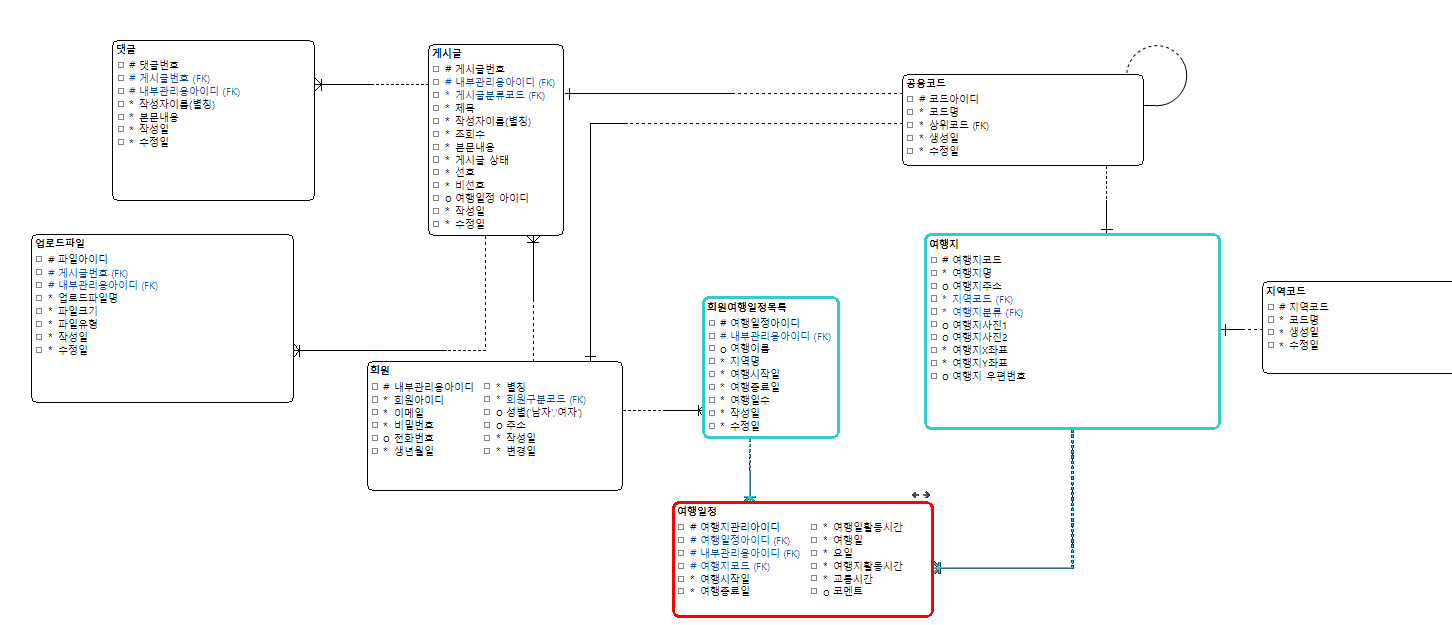 댓글
# 댓글번호
# 게시글번호 (FK)
# 내부관리용아이디 (FK)
* 작성자이름(별칭)
* 본문내용
* 작성일
* 수정일
게시글
# 게시글번호
# 내부관리용아이디 (FK)
* 게시글분류코드 (FK)
* 제목
* 작성자이름(별칭)
* 조회수
* 본문내용
* 게시글 상태
* 선호
* 비선호
o 여행일정 아이디
* 작성일
* 수정일
공용코드
# 코드아이디
* 코드명
* 상위코드 (FK)
* 생성일
* 수정일
업로드파일
# 파일아이디
# 게시글번호 (FK)
# 내부관리용아이디 (FK)
* 업로드파일명
* 파일크기
* 파일유형
* 작성일
* 수정일
여행지
# 여행지코드
* 여행지명
o 여행지주소
* 지역코드 (FK)
* 여행지분류 (FK)
o 여행지사진1
o 여행지사진2
* 여행지X좌표
* 여행지Y좌표
o 여행지 우편번호
지역코드
# 지역코드
* 코드명
* 생성일
* 수정일
회원여행일정목록
# 여행일정아이디
# 내부관리용아이디 (FK)
o 여행이름
* 지역명
* 여행시작일
* 여행종료일
* 여행일수
* 작성일
* 수정일
회원
# 내부관리용아이디
* 회원아이디
* 이메일
* 비밀번호
o 전화번호
* 생년월일
* 별칭
* 회원구분코드 (FK)
o 성별('남자','여자')
o 주소
* 작성일
* 변경일
여행일정
# 여행지관리아이디
# 여행일정아이디 (FK)
# 내부관리용아이디 (FK)
# 여행지코드 (FK)
* 여행시작일
* 여행종료일
* 여행일활동시간
* 여행일
* 요일
* 여행지활동시간
* 교통시간
o 코멘트